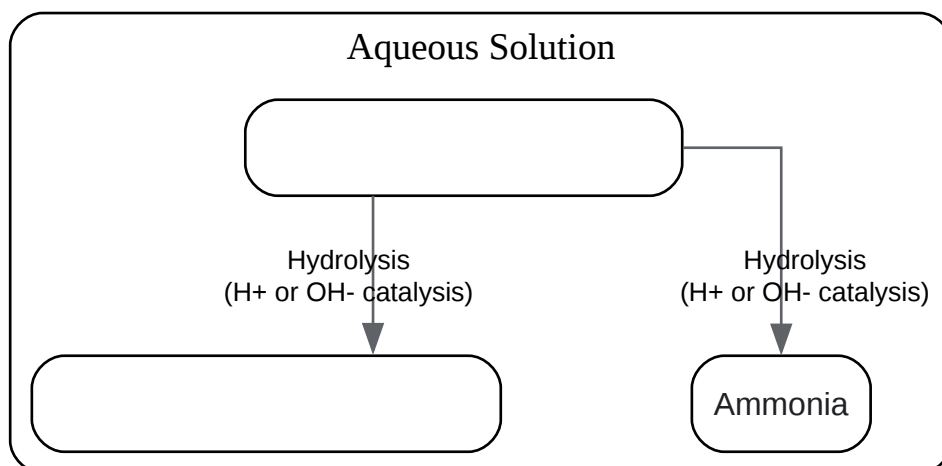 Aqueous Solution
Hydrolysis
(H+ or OH- catalysis)
Hydrolysis
(H+ or OH- catalysis)
Ammonia